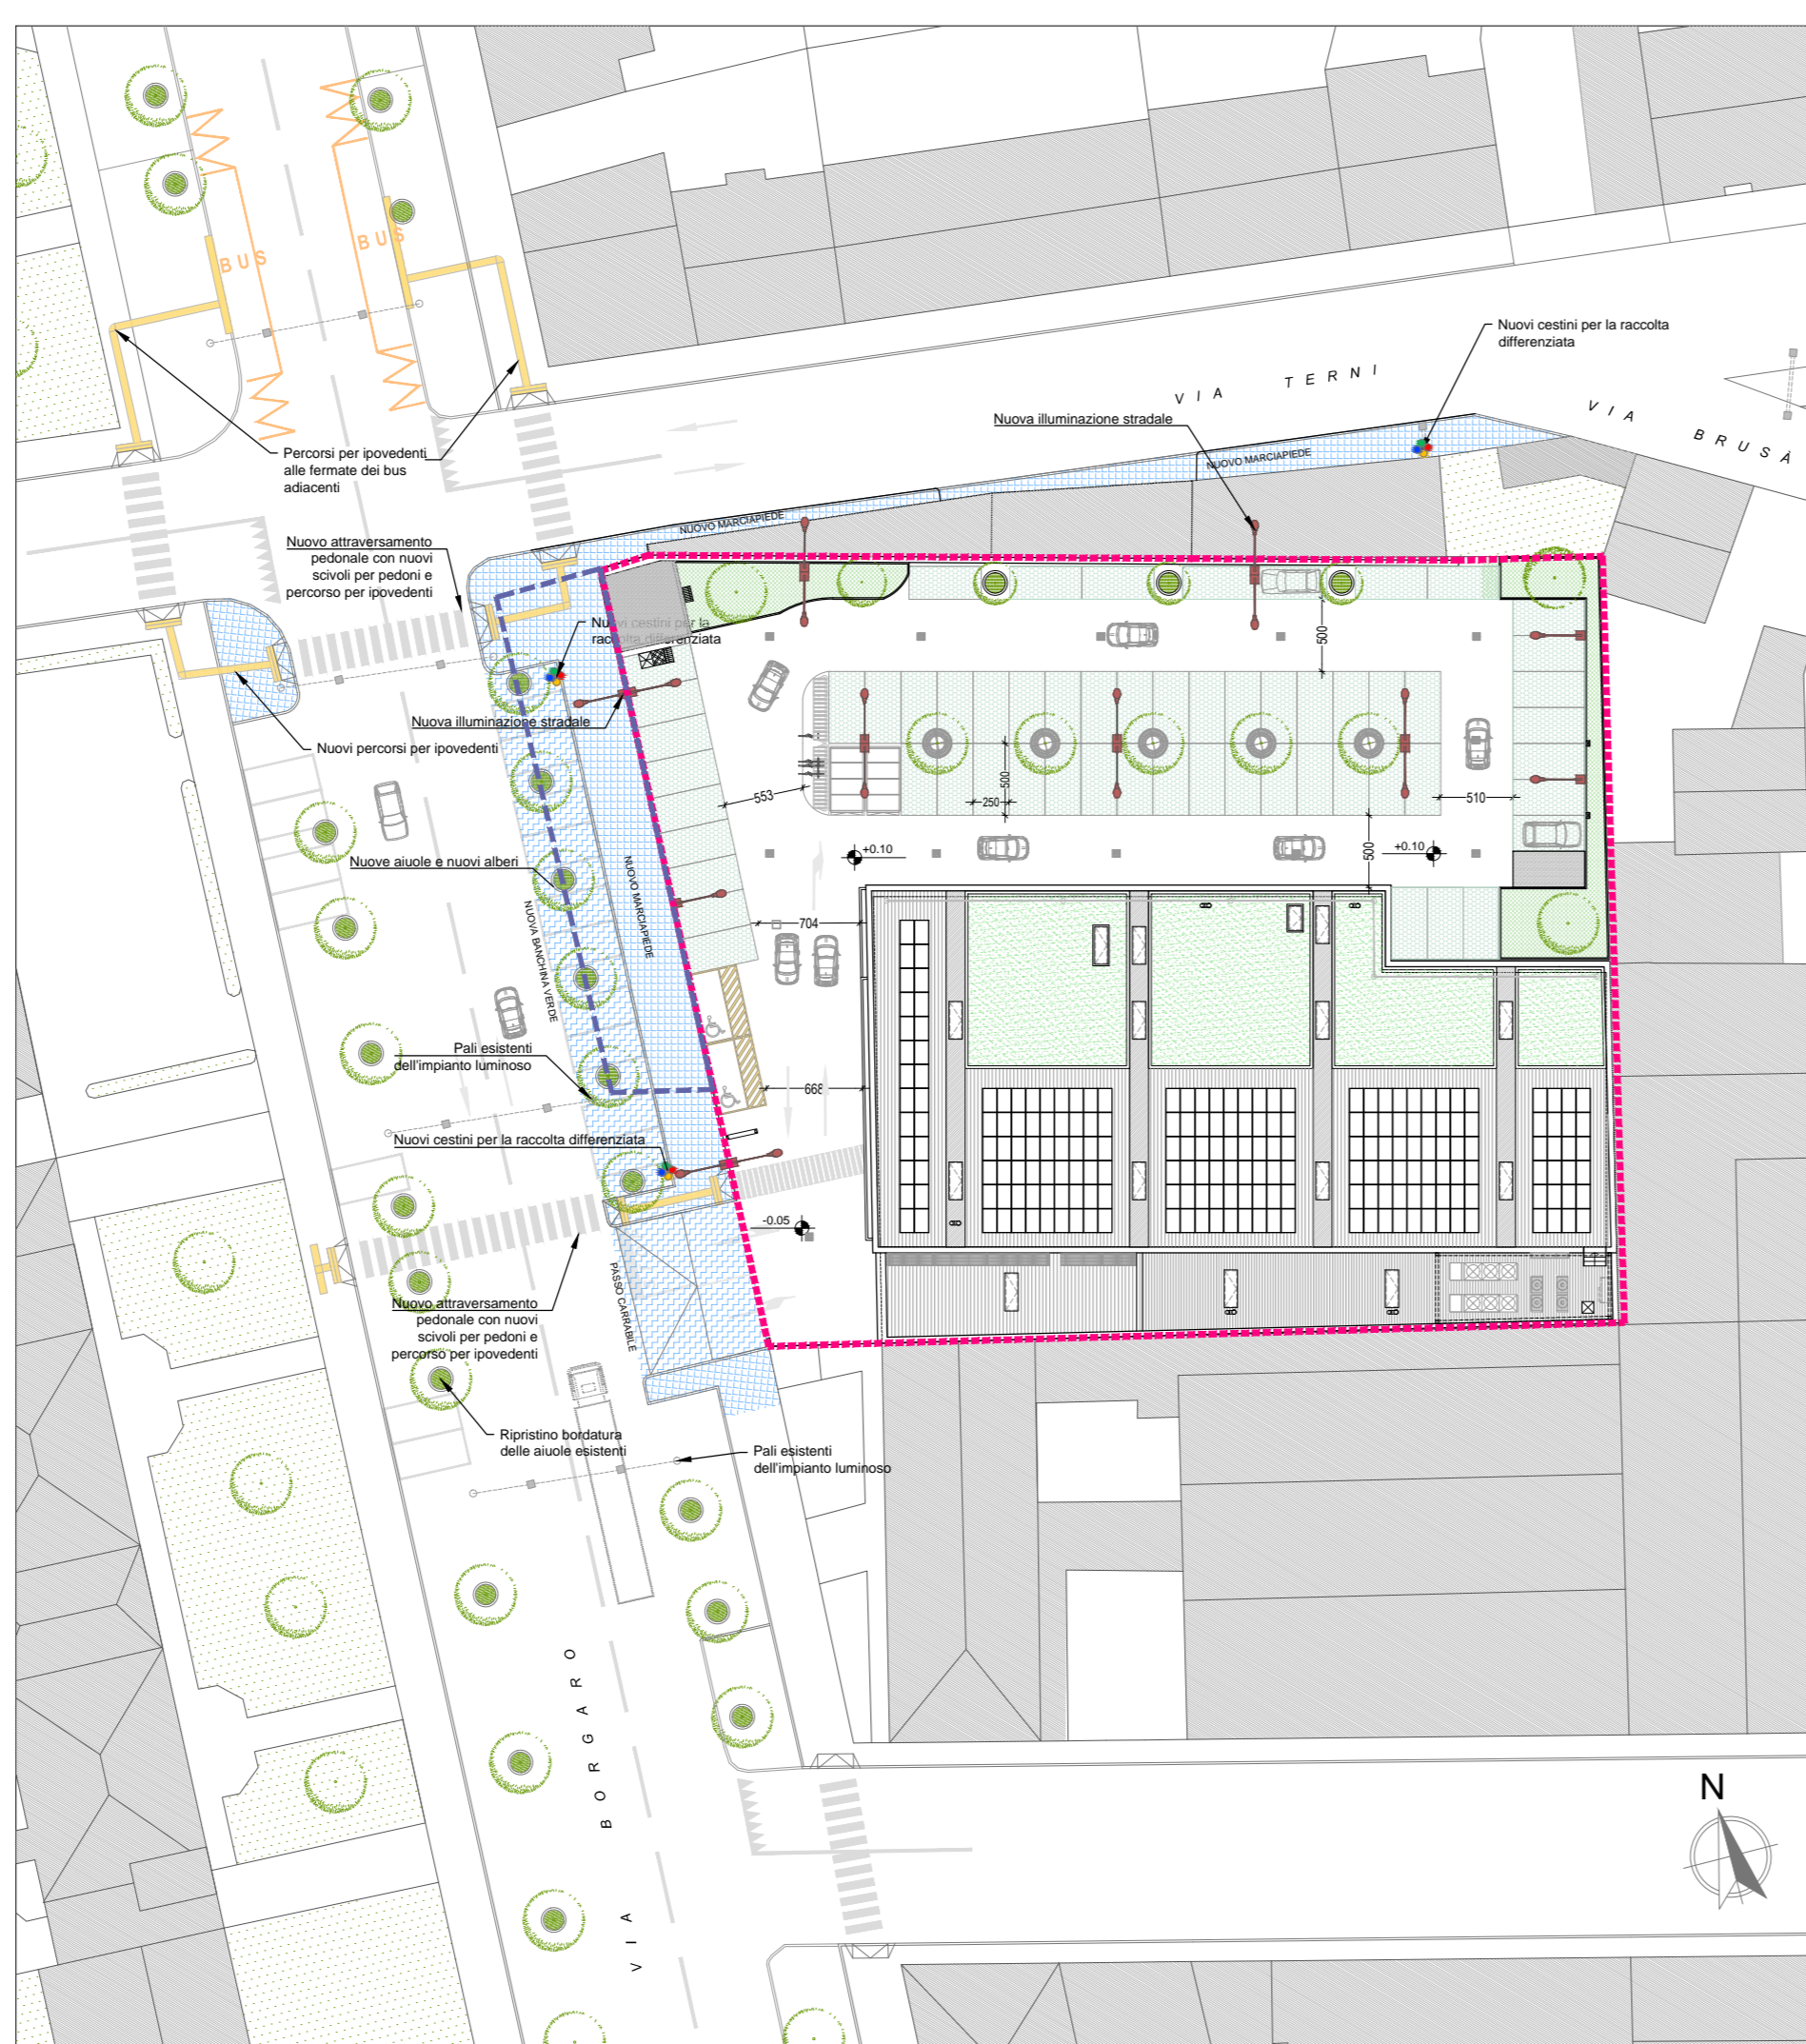 BUS
BUS
Nuovi cestini per la raccolta
differenziata
VIA TERNI
VIA BRUSÀ
Nuova illuminazione stradale
Percorsi per ipovedenti
alle fermate dei bus
adiacenti
NUOVO MARCIAPIEDE
NUOVO MARCIAPIEDE
Nuovo attraversamento
pedonale con nuovi
scivoli per pedoni e
percorso per ipovedenti
Nuovi cestini per la
raccolta differenziata
500
Nuova illuminazione stradale
Nuovi percorsi per ipovedenti
553
500
250
510
Nuove aiuole e nuovi alberi
+0.10
500
+0.10
NUOVO MARCIAPIEDE
NUOVA BANCHINA VERDE
704
Pali esistenti
dell'impianto luminoso
668
Nuovi cestini per la raccolta differenziata
-0.05
PASSO CARRABILE
Nuovo attraversamento
pedonale con nuovi
scivoli per pedoni e
percorso per ipovedenti
Ripristino bordatura
delle aiuole esistenti
Pali esistenti
dell'impianto luminoso
VIA BORGARO
N